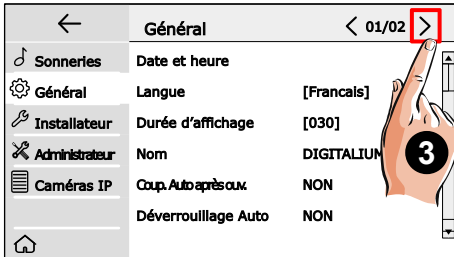 Général
< 01/02 >
Sonneries
Général
Installateur
Administrateur
Caméras IP
Date et heure
Langue [Francais]
Durée d'affichage [030]
Nom DIGITALIUM
Coup. Auto après ouv. NON
Déverrouillage Auto NON
3